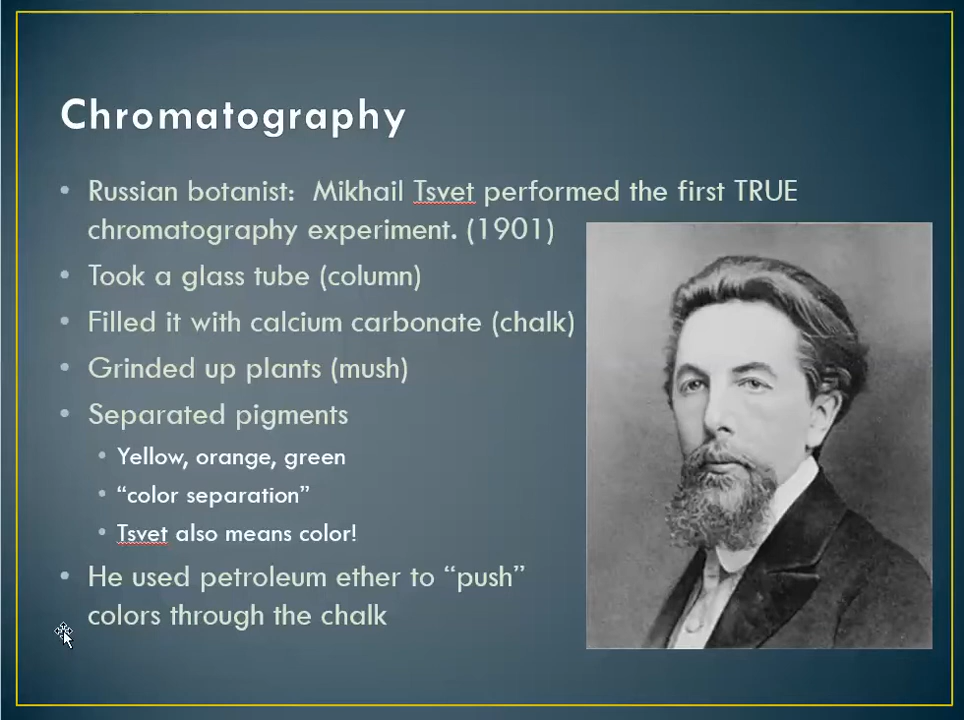 Chromatography
• Russian botanist:  Mikhail Tsvet performed the first TRUE
chromatography experiment. (1901)
• Took a glass tube (column)
• Filled it with calcium carbonate (chalk)
• Grinded up plants (mush)
• Separated pigments
• Yellow, orange, green
• “color separation”
• Tsvet also means color!
• He used petroleum ether to “push”
colors through the chalk